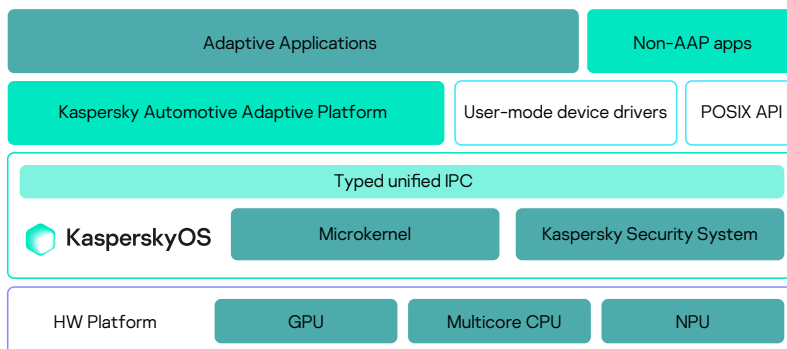 Adaptive Applications
Non-AAP apps
Kaspersky Automotive Adaptive Platform
User-mode device drivers
POSIX API
Typed unified IPC
KasperskyOS
Microkernel
Kaspersky Security System
HW Platform
GPU
Multicore CPU
NPU